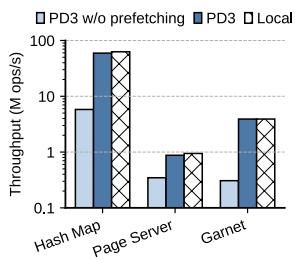 PD3 w/o prefetching PD3 Local
Throughput (M ops/s)
100
10
1
0.1
Hash Map
Page Server
Garnet